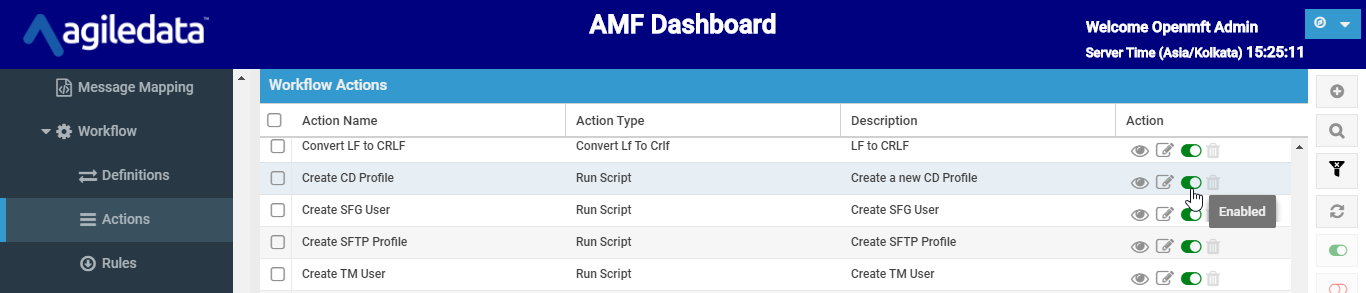 agiledata
AMF Dashboard
Welcome Openmft Admin
Server Time (Asia/Kolkata) 15:25:11
Message Mapping
Workflow
Definitions
Actions
Rules
Workflow Actions
Action Name Action Type Description Action
Convert LF to CRLF Convert Lf To Crlf LF to CRLF
Create CD Profile Run Script Create a new CD Profile
Create SFG User Run Script Create SFG User
Enabled
Create SFTP Profile Run Script Create SFTP Profile
Create TM User Run Script Create TM User